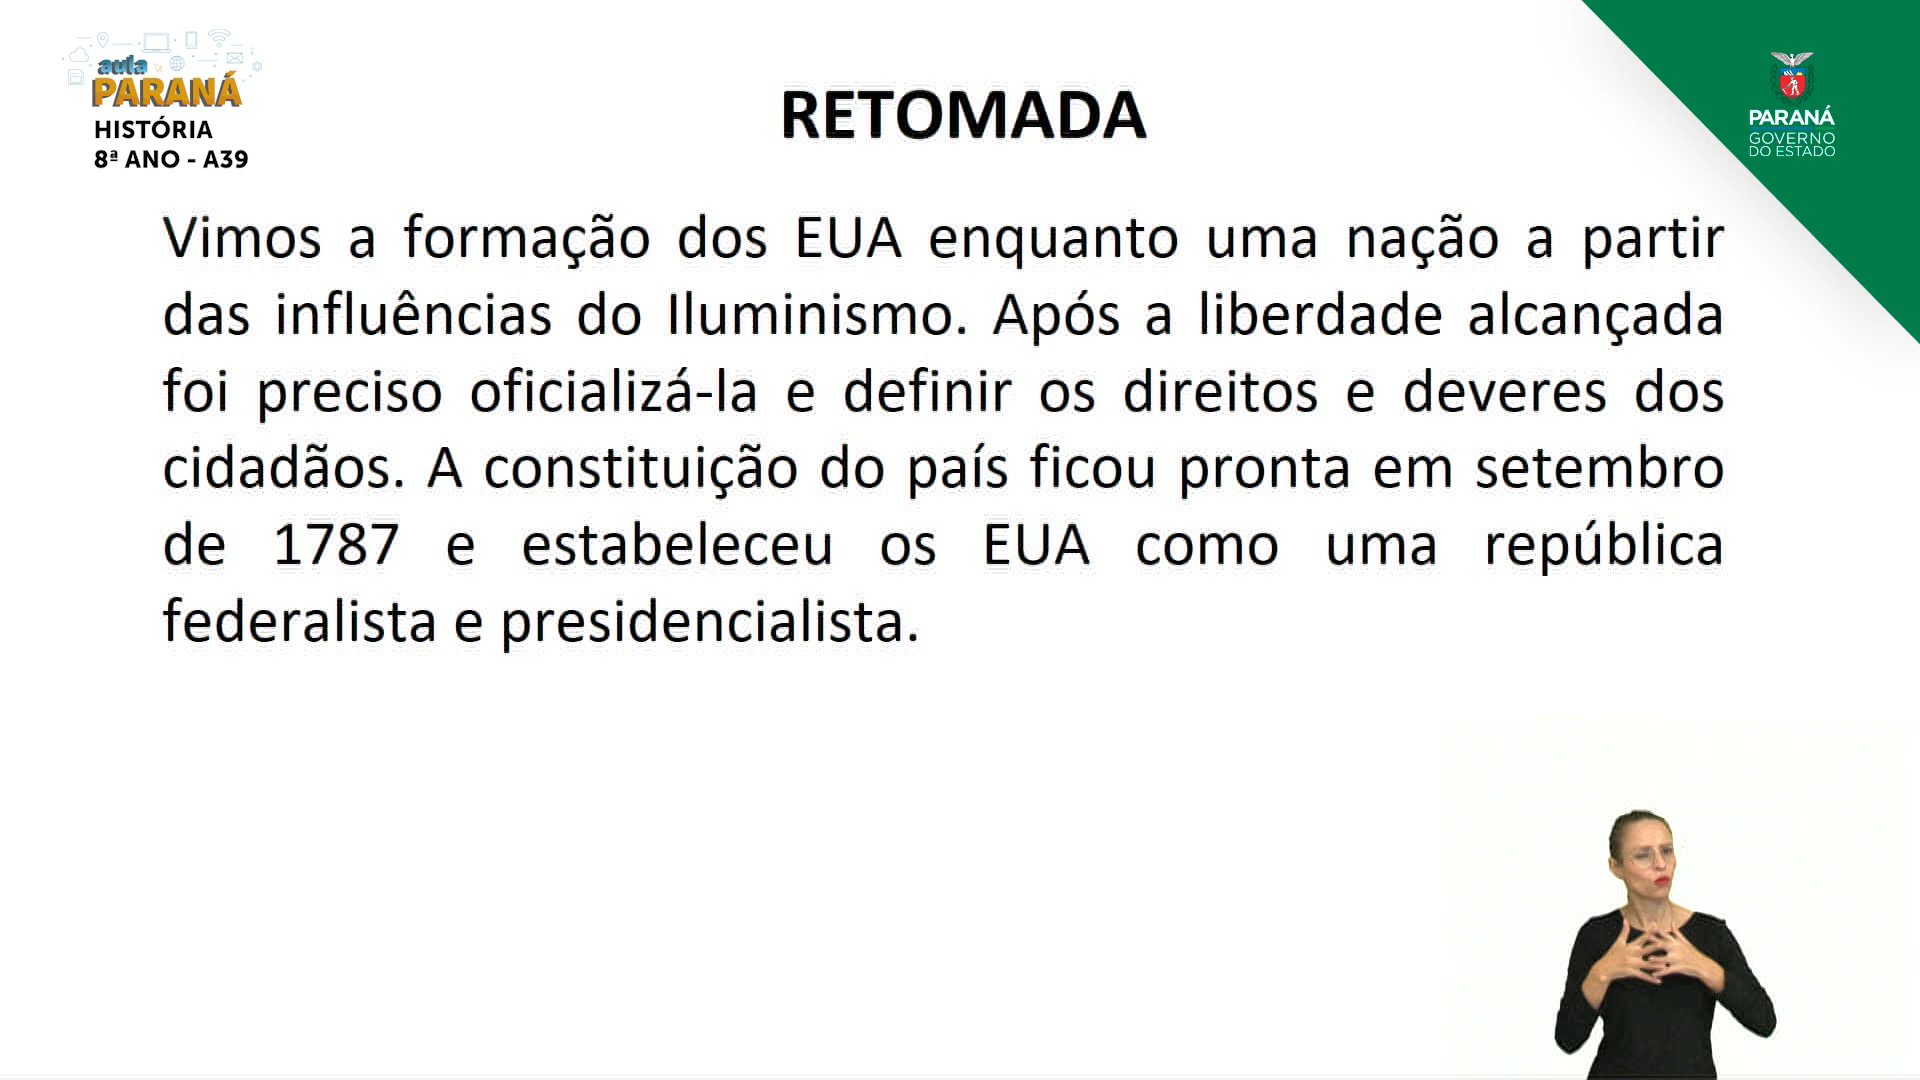 aula
PARANÁ
HISTÓRIA
8ª ANO - A39
RETOMADA
PARANÁ
GOVERNO
DO ESTADO
Vimos a formação dos EUA enquanto uma nação a partir
das influências do Iluminismo. Após a liberdade alcançada
foi preciso oficializá-la e definir os direitos e deveres dos
cidadãos. A constituição do país ficou pronta em setembro
de 1787 e estabeleceu os EUA como uma república
federalista e presidencialista.